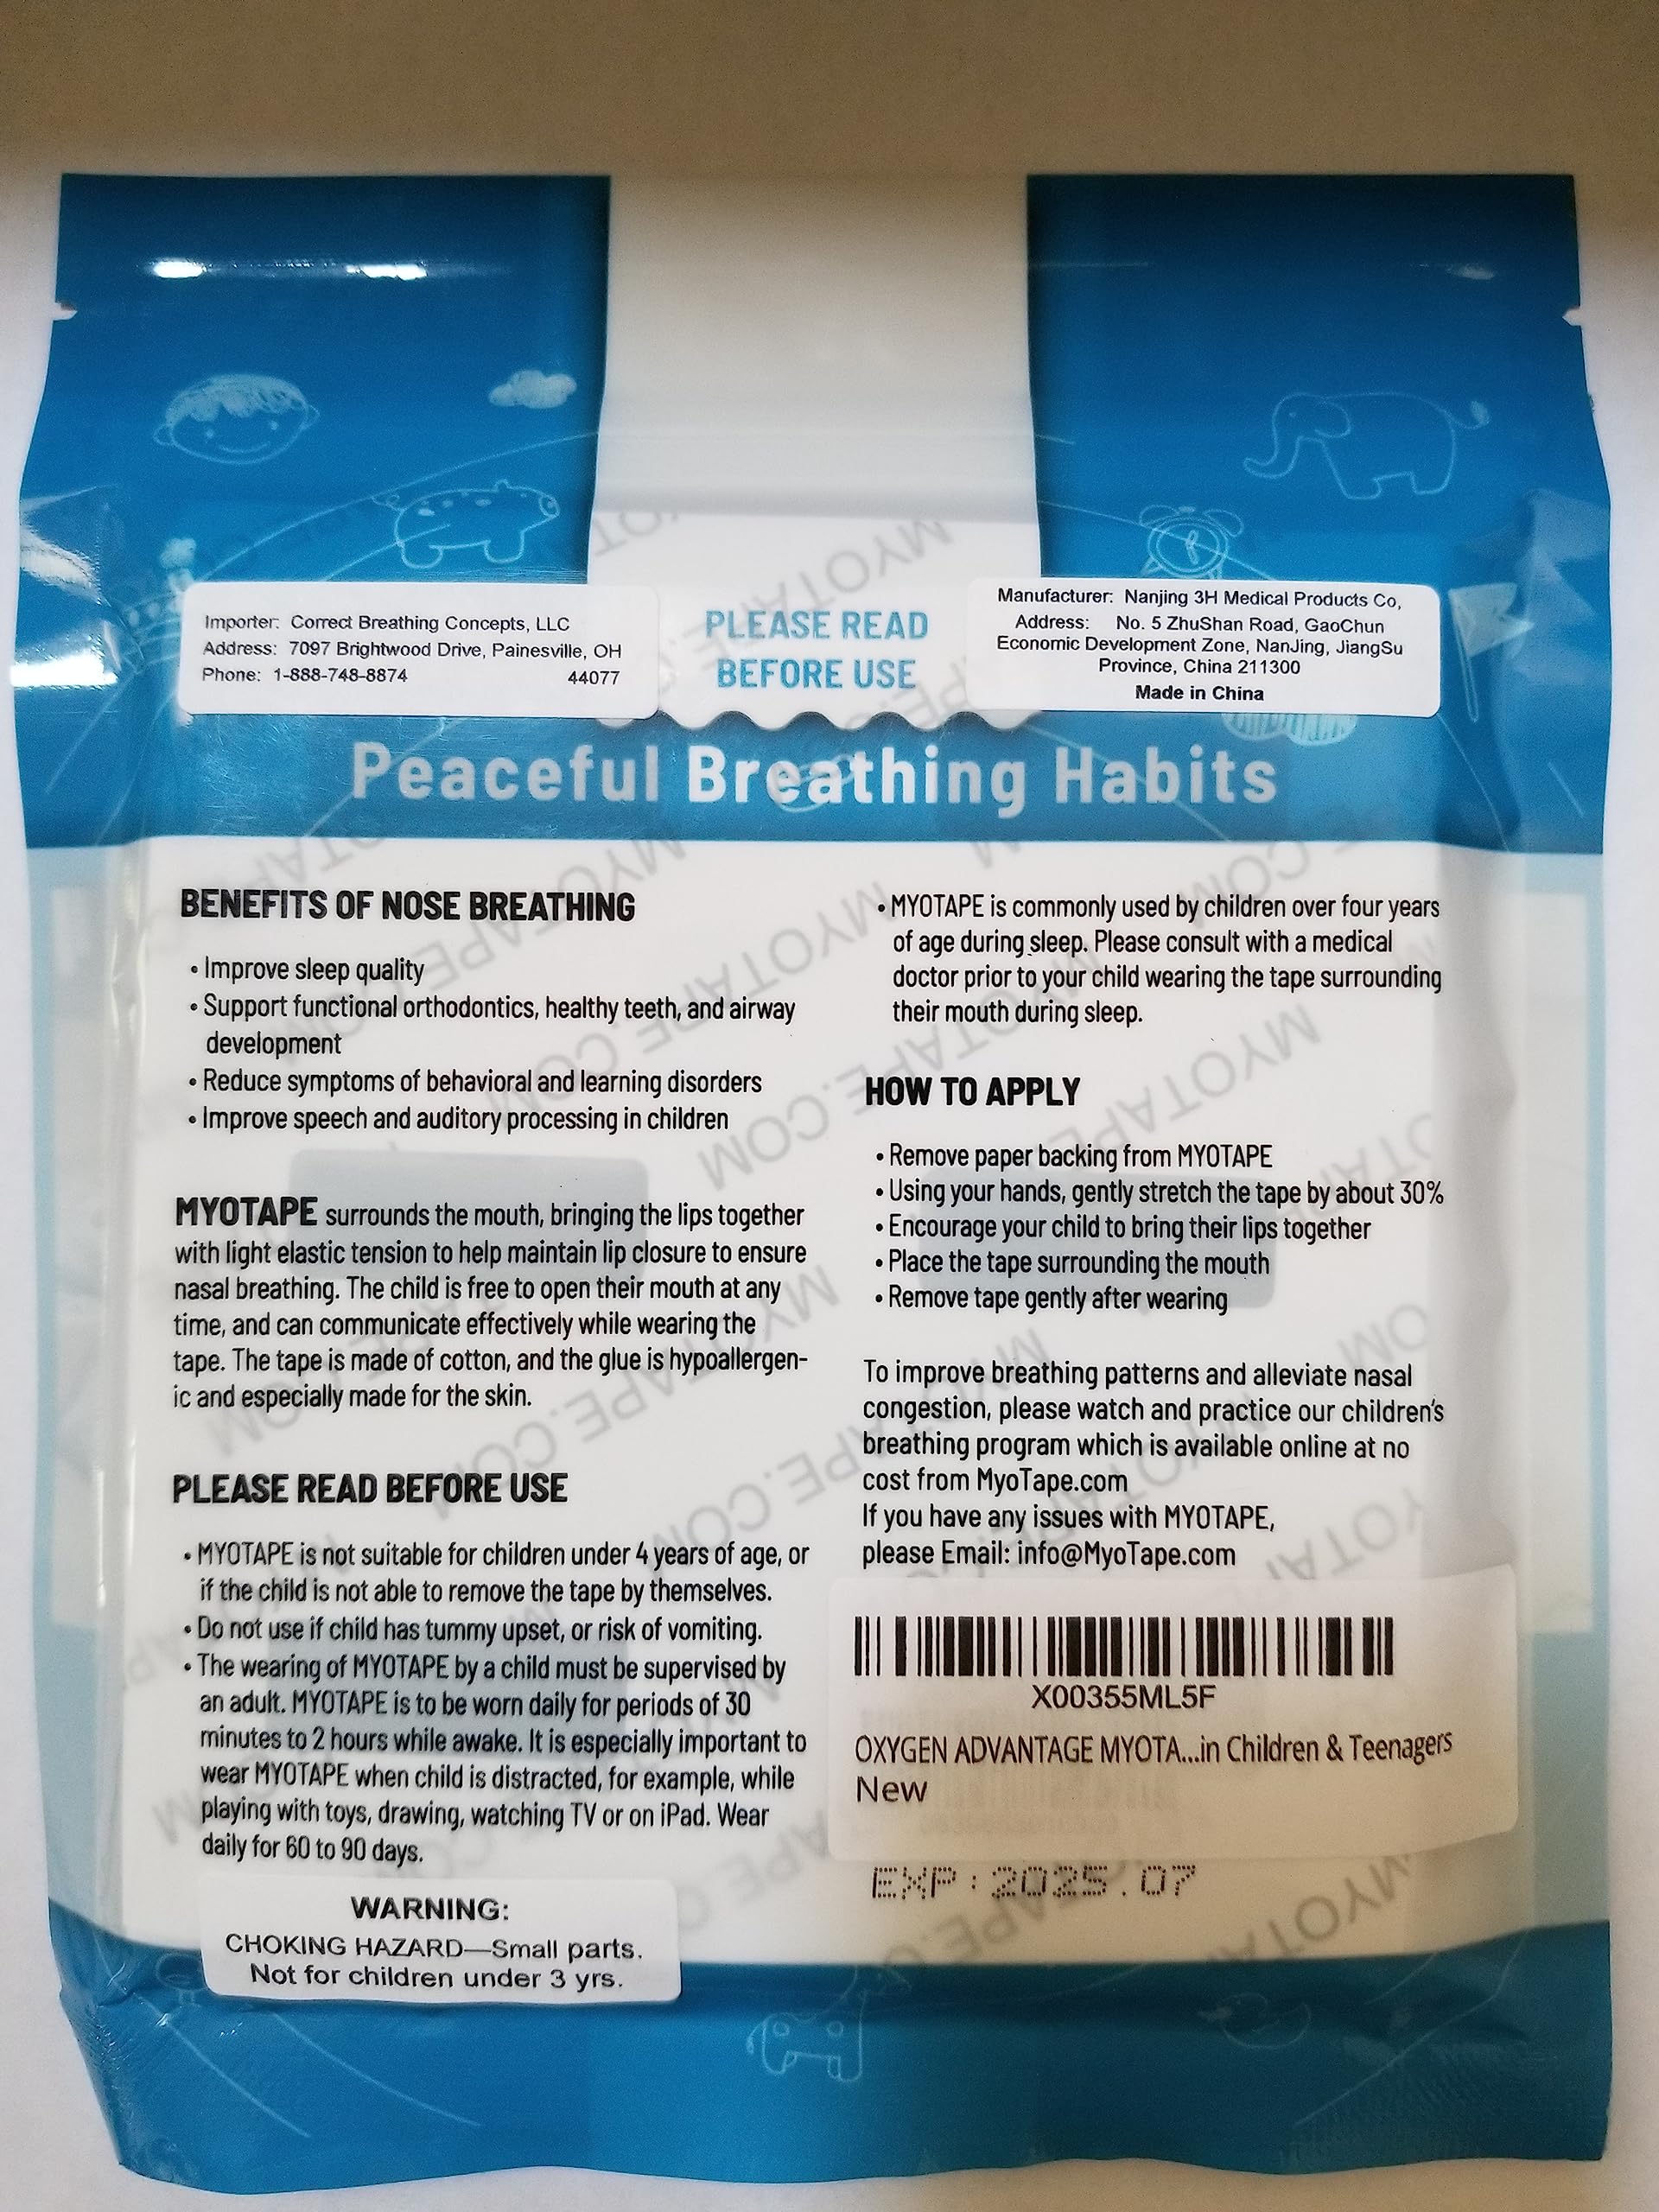 Importer: Correct Breathing Concepts, LLC
Address: 7097 Brightwood Drive, Painesville, OH
Phone: 1-888-748-8874 44077
PLEASE READ
BEFORE USE
Manufacturer: Nanjing 3H Medical Products Co,
Address: No. 5 ZhuShan Road, GaoChun
Economic Development Zone, NanJing, JiangSu
Province, China 211300
Made in China
Peaceful Breathing Habits
BENEFITS OF NOSE BREATHING
• Improve sleep quality
• Support functional orthodontics, healthy teeth, and airway
development
• Reduce symptoms of behavioral and learning disorders
• Improve speech and auditory processing in children
MYOTAPE surrounds the mouth, bringing the lips together
with light elastic tension to help maintain lip closure to ensure
nasal breathing. The child is free to open their mouth at any
time, and can communicate effectively while wearing the
tape. The tape is made of cotton, and the glue is hypoallergen-
ic and especially made for the skin.
PLEASE READ BEFORE USE
• MYOTAPE is not suitable for children under 4 years of age, or
if the child is not able to remove the tape by themselves.
• Do not use if child has tummy upset, or risk of vomiting.
• The wearing of MYOTAPE by a child must be supervised by
an adult. MYOTAPE is to be worn daily for periods of 30
minutes to 2 hours while awake. It is especially important to
wear MYOTAPE when child is distracted, for example, while
playing with toys, drawing, watching TV or on iPad. Wear
daily for 60 to 90 days.
WARNING:
CHOKING HAZARD—Small parts.
Not for children under 3 yrs.
• MYOTAPE is commonly used by children over four years
of age during sleep. Please consult with a medical
doctor prior to your child wearing the tape surrounding
their mouth during sleep.
HOW TO APPLY
• Remove paper backing from MYOTAPE
• Using your hands, gently stretch the tape by about 30%
• Encourage your child to bring their lips together
• Place the tape surrounding the mouth
• Remove tape gently after wearing
To improve breathing patterns and alleviate nasal
congestion, please watch and practice our children's
breathing program which is available online at no
cost from MyoTape.com
If you have any issues with MYOTAPE,
please Email: info@MyoTape.com
X00355ML5F
OXYGEN ADVANTAGE MYOTA...in Children & Teenagers
New
EXP: 2025.07